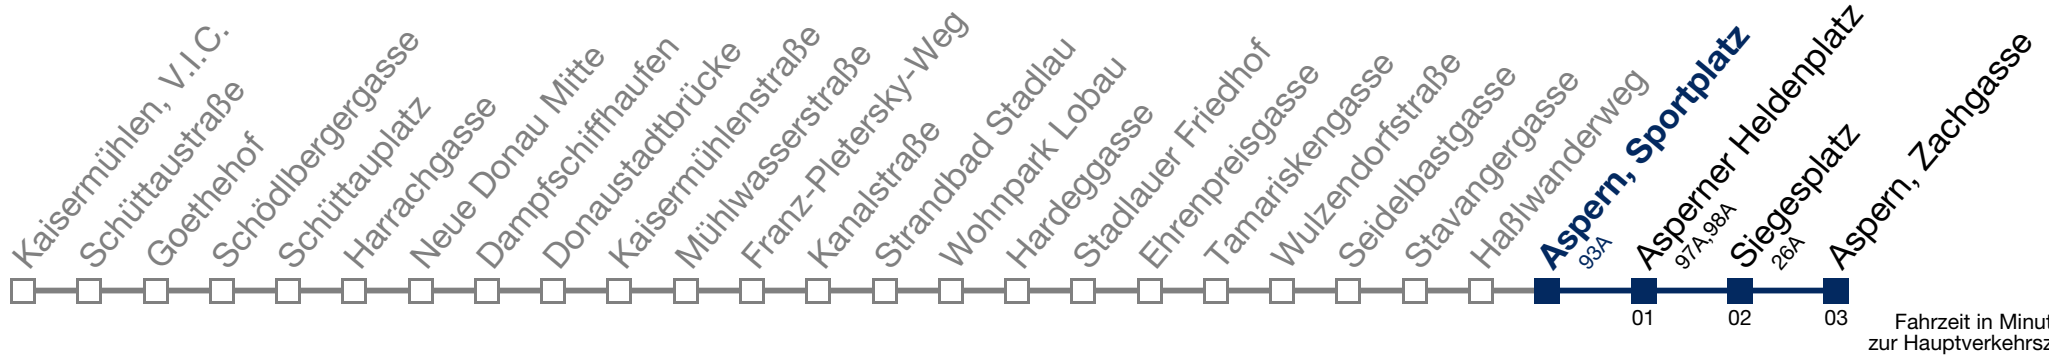 Kaisermühlen, V.I.C.
Schüttaustraße
Goethehof
Schödlbergergasse
Schüttauplatz
Harrachgasse
Neue Donau Mitte
Dampfschiffhaufen
Donaustadtbrücke
Kaisermühlenstraße
Mühlwasserstraße
Franz-Pletersky-Weg
Kanalstraße
Strandbad Stadlau
Wohnpark Lobau
Hardeggasse
Stadlauer Friedhof
Ehrenpreisgasse
Tamariskengasse
Wulzendorfstraße
Seidelbastgasse
Stavangergasse
Haßlwanderweg
Aspern, Sportplatz
93A
Asperner Heldenplatz
97A,98A
Siegesplatz
26A
Aspern, Zachgasse
01
02
03
Fahrzeit in Minut
zur Hauptverkehrsz